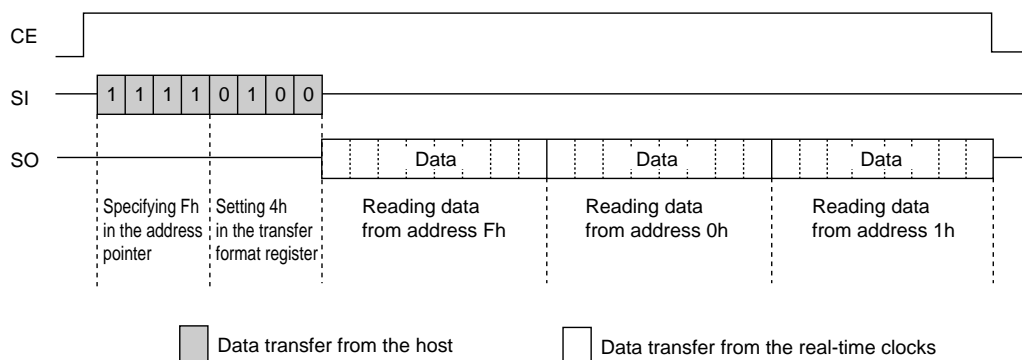 CE
SI
1 1 1 1 0 1 0 0
SO
Data
Data
Data
Specifying Fh
in the address
pointer
Setting 4h
in the transfer
format register
Reading data
from address Fh
Reading data
from address 0h
Reading data
from address 1h
Data transfer from the host
Data transfer from the real-time clocks